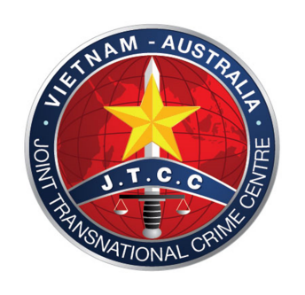 VIETNAM - AUSTRALIA
J.T.C.C
JOINT TRANSNATIONAL CRIME CENTRE